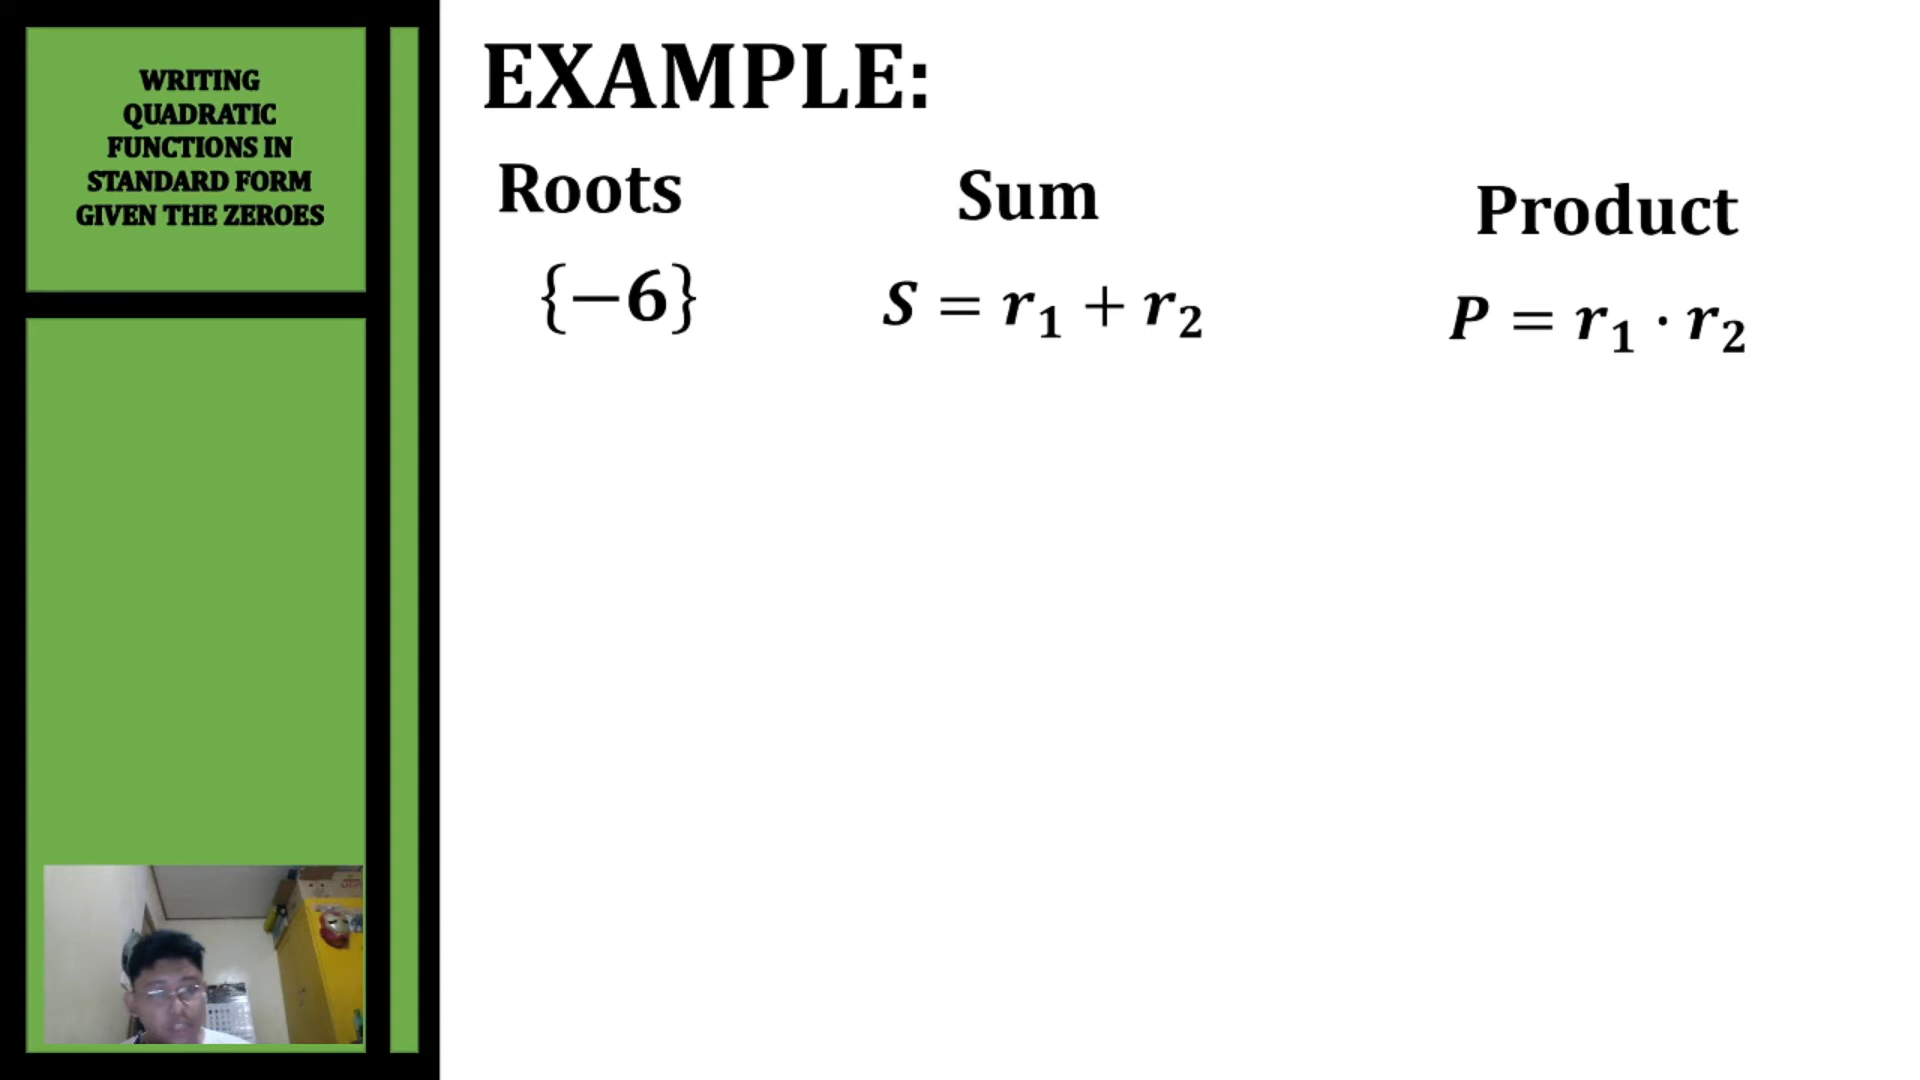 WRITING
QUADRATIC
FUNCTIONS IN
STANDARD FORM
GIVEN THE ZEROES
EXAMPLE:
Roots
{−6}
Sum
S = r₁ + r₂
Product
P = r₁ · r₂